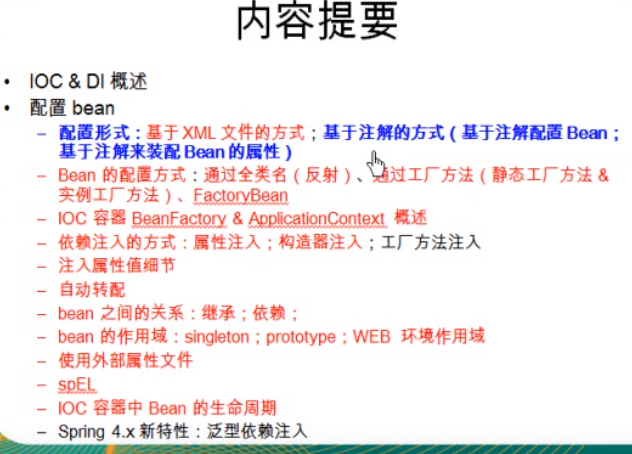 内容提要
• IOC & DI 概述
• 配置 bean
– 配置形式：基于 XML 文件的方式；基于注解的方式（基于注解配置 Bean；
基于注解来装配 Bean 的属性）
– Bean 的配置方式：通过全类名（反射）、通过工厂方法（静态工厂方法 &
实例工厂方法）、FactoryBean
– IOC 容器 BeanFactory & ApplicationContext 概述
– 依赖注入的方式：属性注入；构造器注入；工厂方法注入
– 注入属性值细节
– 自动转配
– bean 之间的关系：继承；依赖；
– bean 的作用域：singleton；prototype；WEB 环境作用域
– 使用外部属性文件
– spEL
– IOC 容器中 Bean 的生命周期
– Spring 4.x 新特性：泛型依赖注入